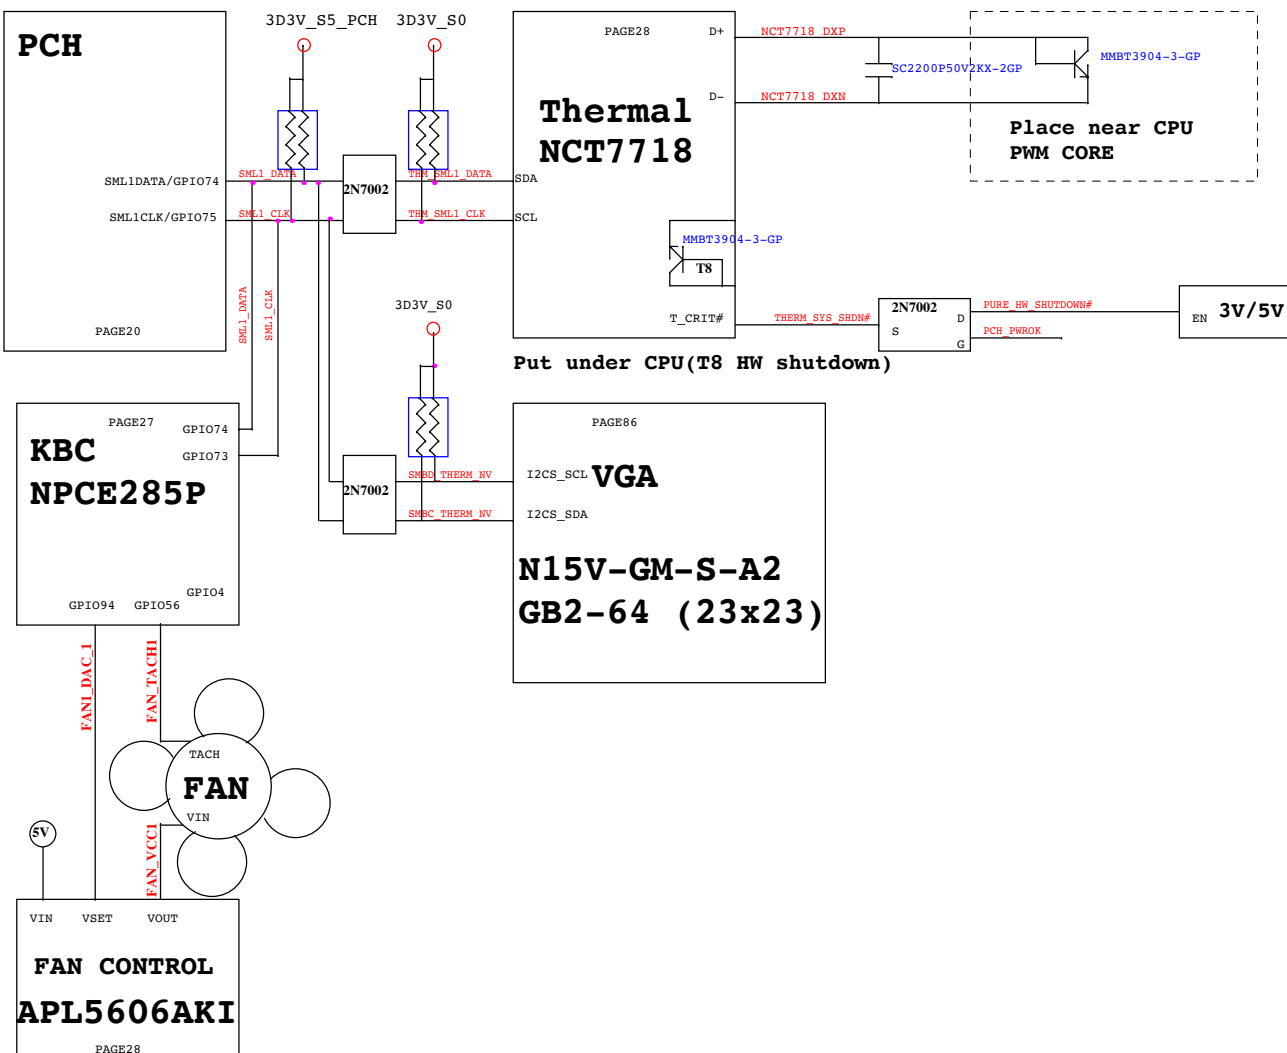 3D3V_S5_PCH
3D3V_S0
PCH
SML1DATA/GPIO74
SML1CLK/GPIO75
PAGE20
SML1_DATA
SML1_CLK
SML1_DATA
SML1_CLK
2N7002
THM_SML1_DATA
THM_SML1_CLK
PAGE28
D+
D-
Thermal
NCT7718
SDA
SCL
MMBT3904-3-GP
T8
T_CRIT#
NCT7718_DXP
NCT7718_DXN
SC2200P50V2KX-2GP
MMBT3904-3-GP
Place near CPU
PWM CORE
THERM_SYS_SHDN#
2N7002
S
D
G
PURE_HW_SHUTDOWN#
PCH_PWROK
EN
3V/5V
Put under CPU(T8 HW shutdown)
3D3V_S0
PAGE27
GPIO74
GPIO73
KBC
NPCE285P
GPIO4
GPIO94
GPIO56
2N7002
SMBD_THERM_NV
SMBC_THERM_NV
PAGE86
I2CS_SCL
VGA
I2CS_SDA
N15V-GM-S-A2
GB2-64 (23x23)
FAN1_DAC_1
FAN_TACH1
TACH
FAN
VIN
FAN_VCC1
5V
VIN
VSET
VOUT
FAN CONTROL
APL5606AKI
PAGE28